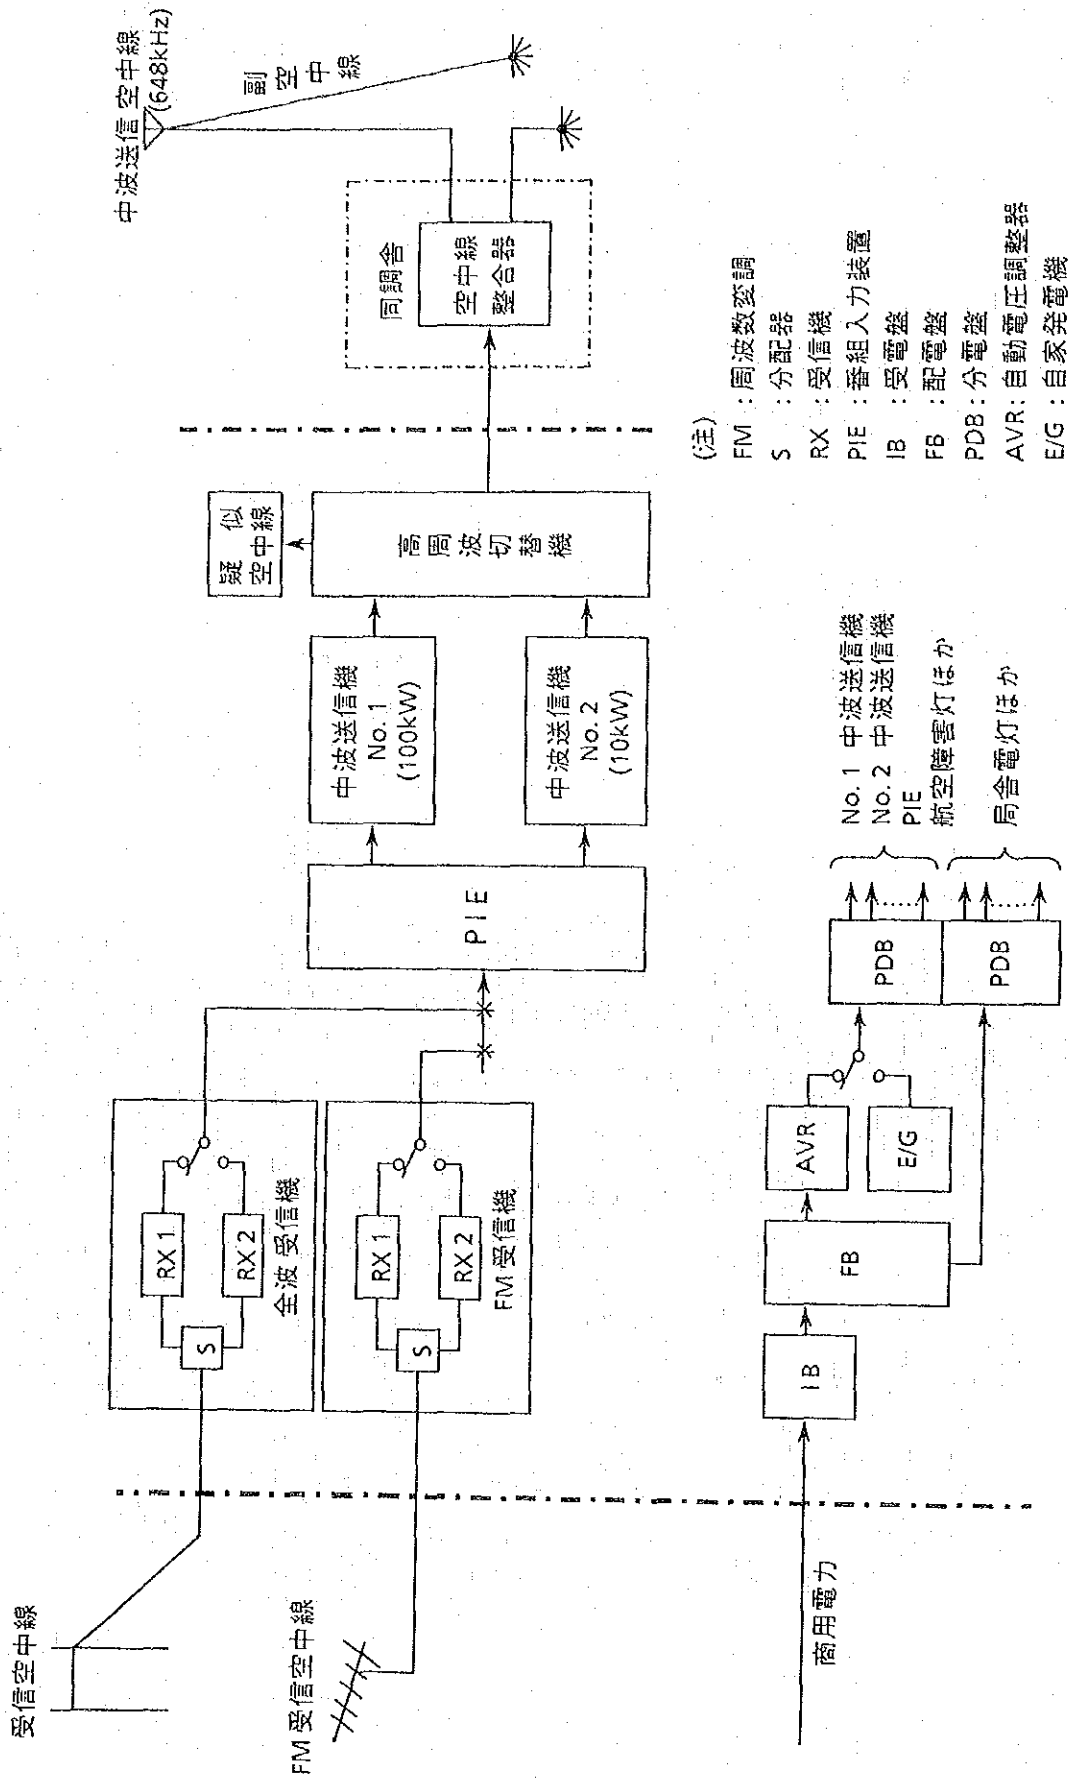 受信空中線
FM 受信空中線
商用電力
S
RX 1
RX 2
全波受信機
S
RX 1
RX 2
FM 受信機
PIE
中波送信機
No. 1
(100kW)
中波送信機
No. 2
(10kW)
疑似
空中線
高周波切替機
同調舎
空中線
整合器
中波送信空中線
(648kHz)
副空中線
IB
FB
AVR
E/G
PDB
PDB
No. 1 中波送信機
No. 2 中波送信機
PIE
航空障害灯ほか
局舎電灯ほか
(注)
FM : 周波数変調
S : 分配器
RX : 受信機
PIE : 番組入力装置
IB : 受電盤
FB : 配電盤
PDB : 分電盤
AVR : 自動電圧調整器
E/G : 自家発電機